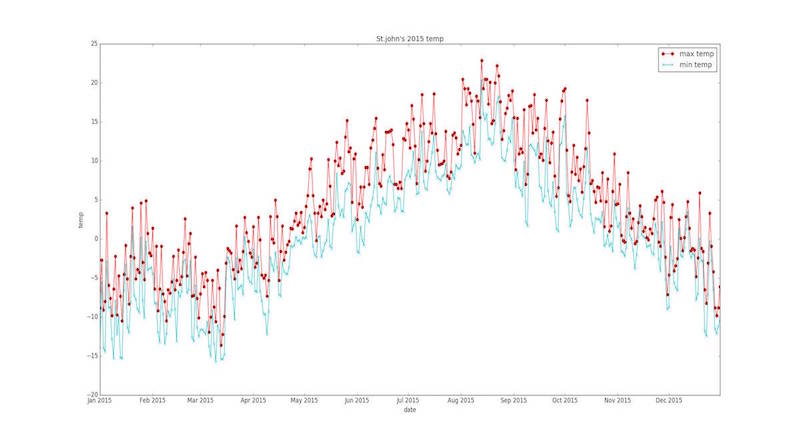 St.john's 2015 temp
max temp
min temp
temp
25
20
15
10
5
0
−5
−10
−15
−20
Jan 2015 Feb 2015 Mar 2015 Apr 2015 May 2015 Jun 2015 Jul 2015 Aug 2015 Sep 2015 Oct 2015 Nov 2015 Dec 2015
date